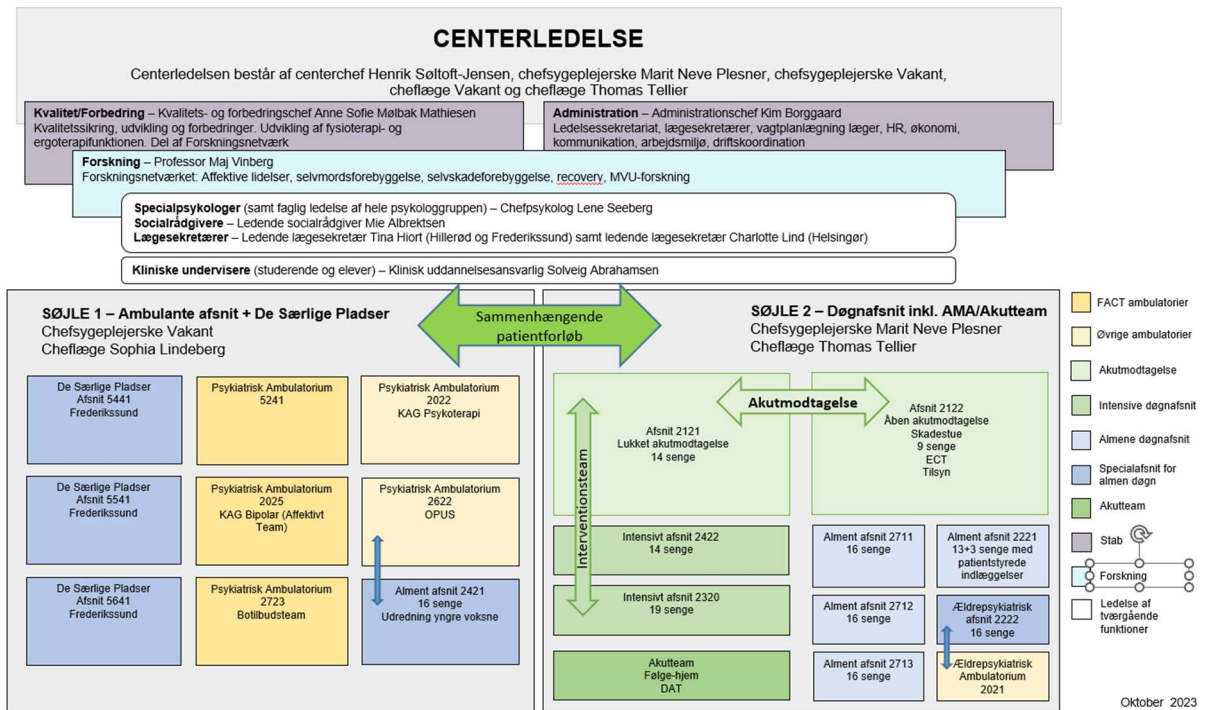 CENTERLEDELSE
Centerledelsen består af centerchef Henrik Søltoft-Jensen, chefsygeplejerske Marit Neve Plesner, chefsygeplejerske Vakant,
cheflæge Vakant og cheflæge Thomas Tellier
Kvalitet/Forbedring – Kvalitets- og forbedringschef Anne Sofie Mølbak Mathiesen
Kvalitetssikring, udvikling og forbedringer. Udvikling af fysioterapi- og
ergoterapifunktionen. Del af Forskningsnetværk
Administration – Administrationschef Kim Borggaard
Ledelsessekretariat, lægesekretærer, vagtplanlægning læger, HR, økonomi,
kommunikation, arbejdsmiljø, driftskoordination
Forskning – Professor Maj Vinberg
Forskningsnetværket: Affektive lidelser, selvmordsforebyggelse, selvskadeforebyggelse, recovery, MVU-forskning
Specialpsykologer (samt faglig ledelse af hele psykologgruppen) – Chefpsykolog Lene Seeberg
Socialrådgivere – Ledende socialrådgiver Mie Albrektsen
Lægesekretærer – Ledende lægesekretær Tina Hiort (Hillerød og Frederikssund) samt ledende lægesekretær Charlotte Lind (Helsingør)
Kliniske undervisere (studerende og elever) – Klinisk uddannelsesansvarlig Solveig Abrahamsen
SØJLE 1 – Ambulante afsnit + De Særlige Pladser
Chefsygeplejerske Vakant
Cheflæge Sophia Lindeberg
Sammenhængende
patientforløb
SØJLE 2 – Døgnafsnit inkl. AMA/Akutteam
Chefsygeplejerske Marit Neve Plesner
Cheflæge Thomas Tellier
De Særlige Pladser
Afsnit 5441
Frederikssund
Psykiatrisk Ambulatorium
5241
Psykiatrisk Ambulatorium
2022
KAG Psykoterapi
De Særlige Pladser
Afsnit 5541
Frederikssund
Psykiatrisk Ambulatorium
2025
KAG Bipolar (Affektivt
Team)
Psykiatrisk Ambulatorium
2622
OPUS
De Særlige Pladser
Afsnit 5641
Frederikssund
Psykiatrisk Ambulatorium
2723
Botilbudsteam
Alment afsnit 2421
16 senge
Udredning yngre voksne
Interventionsteam
Afsnit 2121
Lukket akutmodtagelse
14 senge
Akutmodtagelse
Afsnit 2122
Åben akutmodtagelse
Skadestue
9 senge
ECT
Tilsyn
Intensivt afsnit 2422
14 senge
Alment afsnit 2711
16 senge
Alment afsnit 2221
13+3 senge med
patientstyrede
indlæggelser
Intensivt afsnit 2320
19 senge
Alment afsnit 2712
16 senge
Ældrepsykiatrisk
afsnit 2222
16 senge
Akutteam
Følge-hjem
DAT
Alment afsnit 2713
16 senge
Ældrepsykiatrisk
Ambulatorium
2021
FACT ambulatorier
Øvrige ambulatorier
Akutmodtagelse
Intensive døgnafsnit
Almene døgnafsnit
Specialafsnit for
almen døgn
Akutteam
Stab
Forskning
Ledelse af
tværgående
funktioner
Oktober 2023